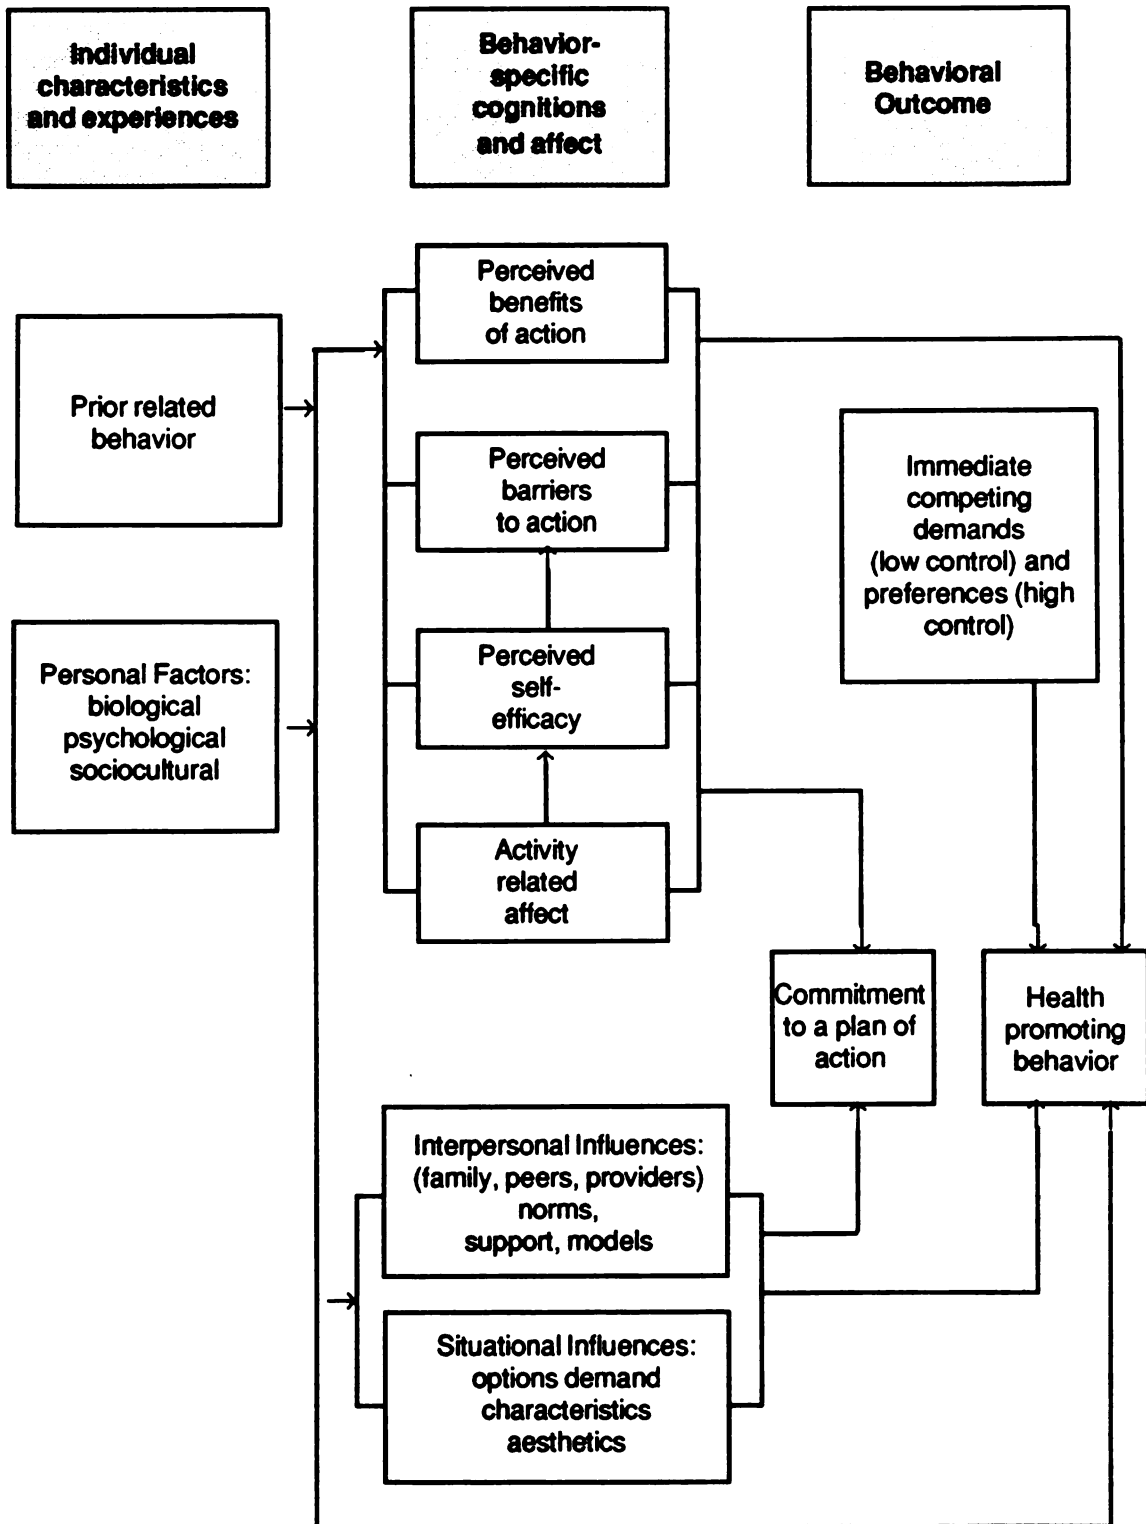 Individual
characteristics
and experiences
Behavior-
specific
cognitions
and affect
Behavioral
Outcome
Prior related
behavior
Personal Factors:
biological
psychological
sociocultural
Perceived
benefits
of action
Perceived
barriers
to action
Perceived
self-
efficacy
Activity
related
affect
Immediate
competing
demands
(low control) and
preferences (high
control)
Commitment
to a plan of
action
Health
promoting
behavior
Interpersonal Influences:
(family, peers, providers)
norms,
support, models
Situational Influences:
options demand
characteristics
aesthetics